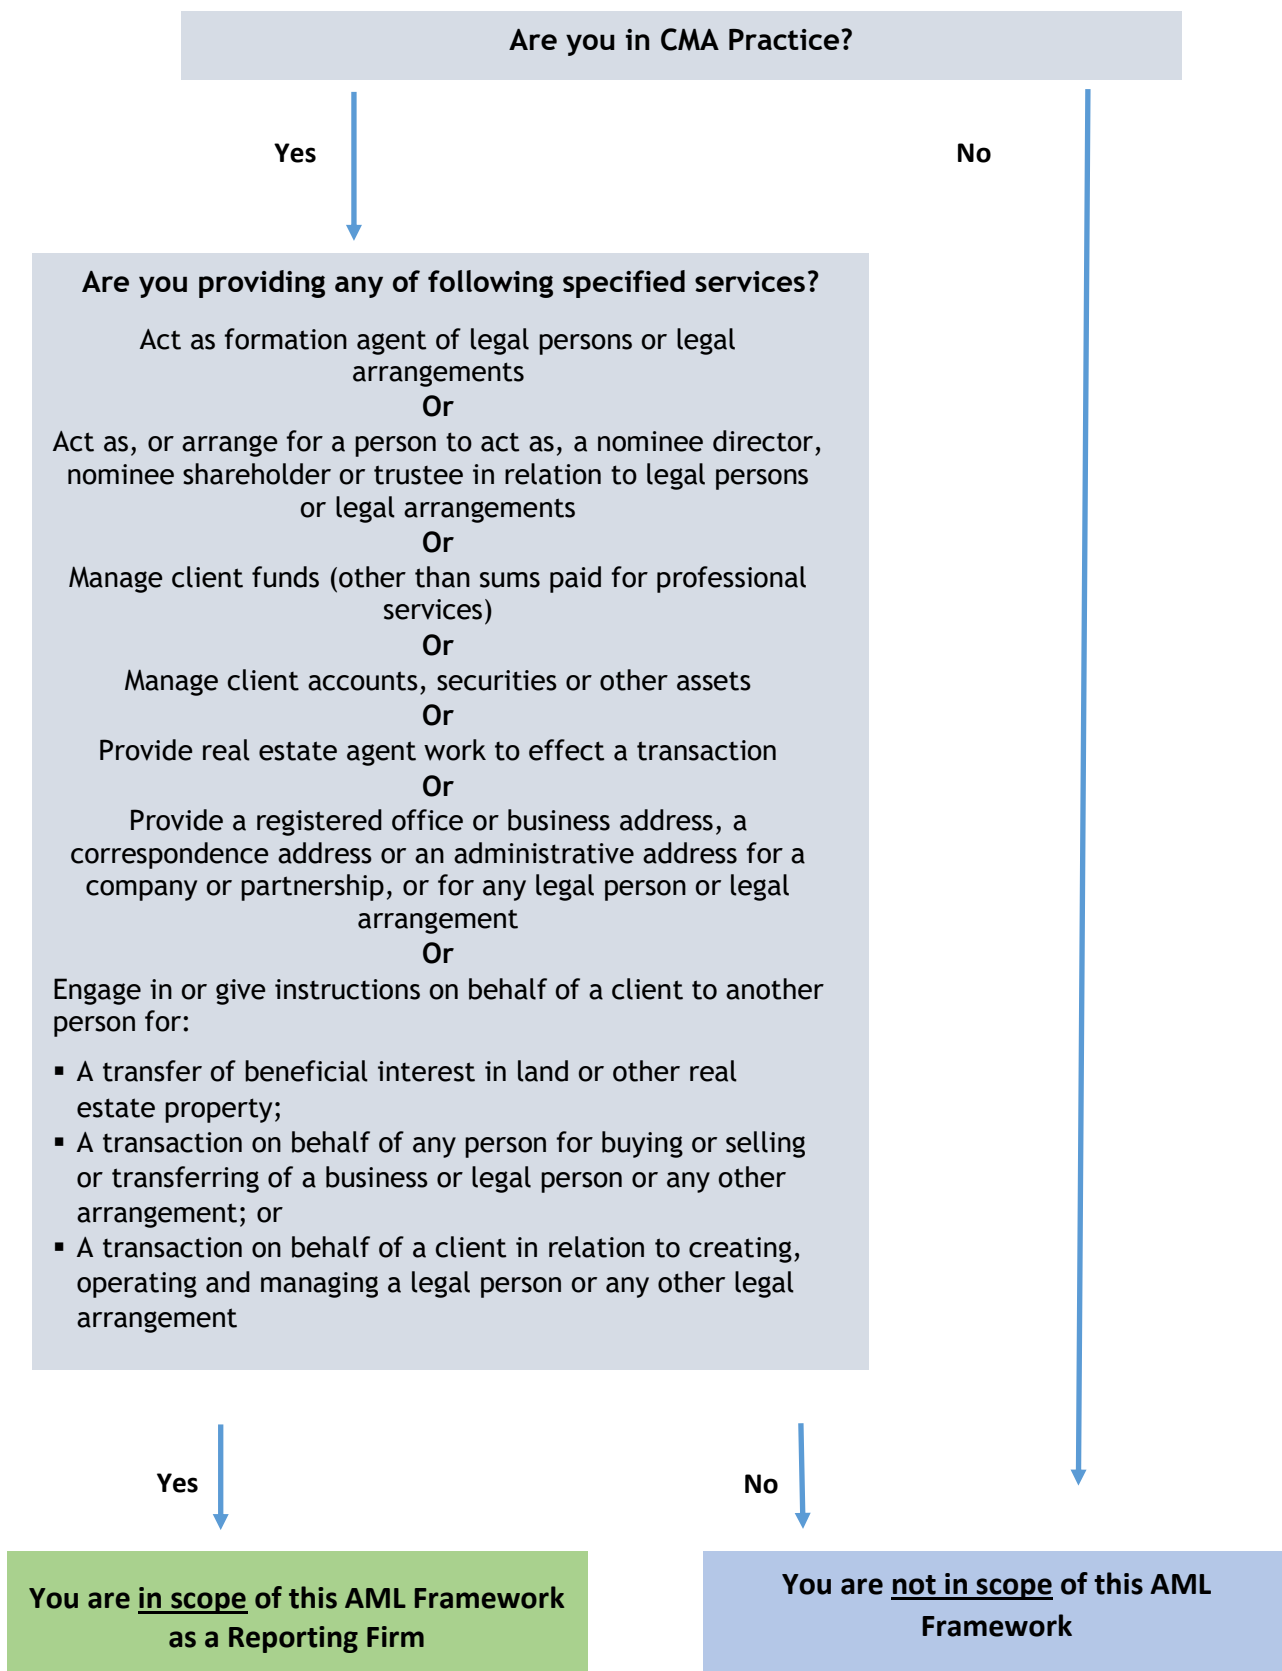 Are you in CMA Practice?
Yes
No
Are you providing any of following specified services?
Act as formation agent of legal persons or legal
arrangements
Or
Act as, or arrange for a person to act as, a nominee director,
nominee shareholder or trustee in relation to legal persons
or legal arrangements
Or
Manage client funds (other than sums paid for professional
services)
Or
Manage client accounts, securities or other assets
Or
Provide real estate agent work to effect a transaction
Or
Provide a registered office or business address, a
correspondence address or an administrative address for a
company or partnership, or for any legal person or legal
arrangement
Or
Engage in or give instructions on behalf of a client to another
person for:
▪ A transfer of beneficial interest in land or other real
estate property;
▪ A transaction on behalf of any person for buying or selling
or transferring of a business or legal person or any other
arrangement; or
▪ A transaction on behalf of a client in relation to creating,
operating and managing a legal person or any other legal
arrangement
Yes
No
You are in scope of this AML Framework
as a Reporting Firm
You are not in scope of this AML
Framework